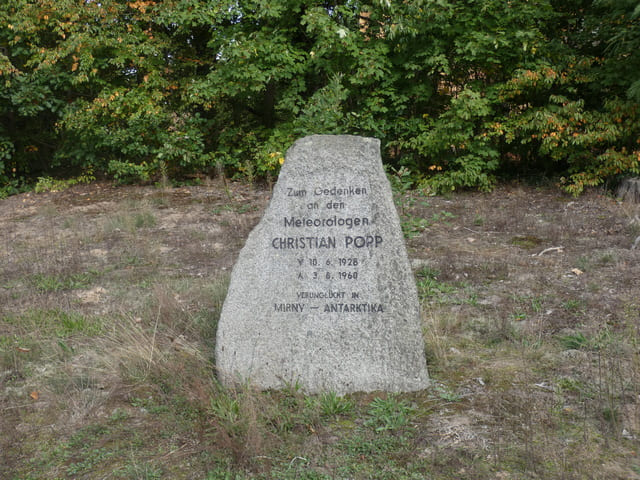 Zum Gedenken
an den
Meteorologen
CHRISTIAN POPP
V 10. 6. 1928
Λ 3. 8. 1960
VERUNGLÜCKT IN
MIRNY — ANTARKTIKA